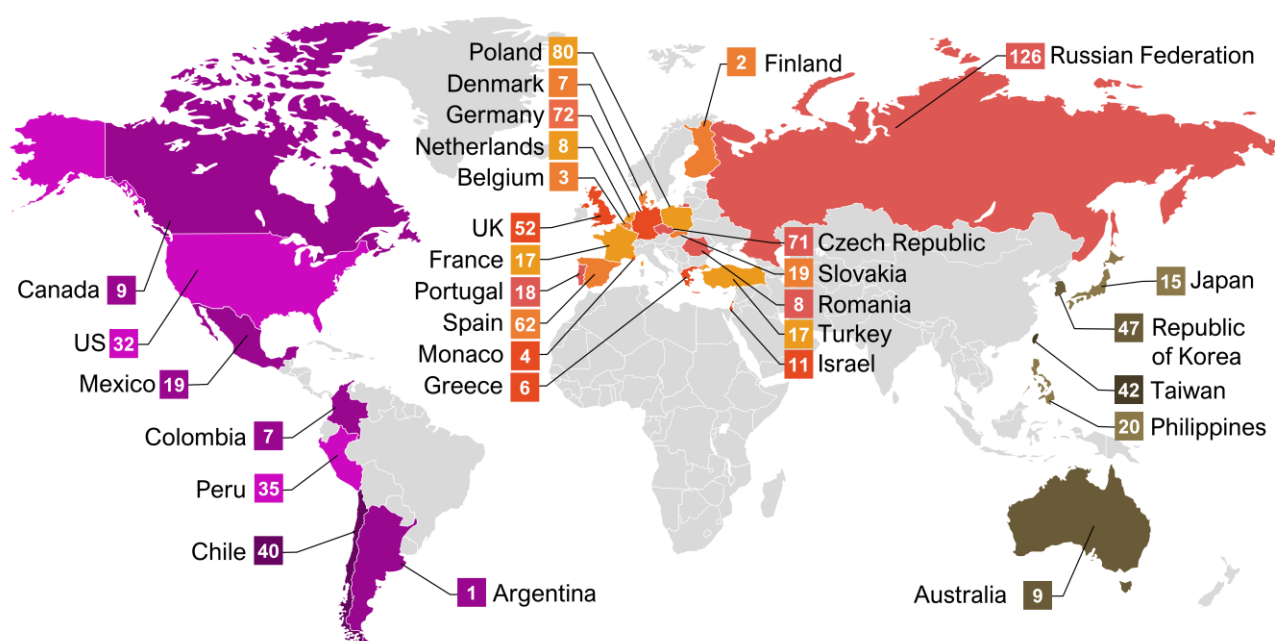 Poland 80
Denmark 7
Germany 72
Netherlands 8
Belgium 3
UK 52
France 17
Portugal 18
Spain 62
Monaco 4
Greece 6
2 Finland
126 Russian Federation
71 Czech Republic
19 Slovakia
8 Romania
17 Turkey
11 Israel
Canada 9
US 32
Mexico 19
Colombia 7
Peru 35
Chile 40
1 Argentina
15 Japan
47 Republic
of Korea
42 Taiwan
20 Philippines
Australia 9